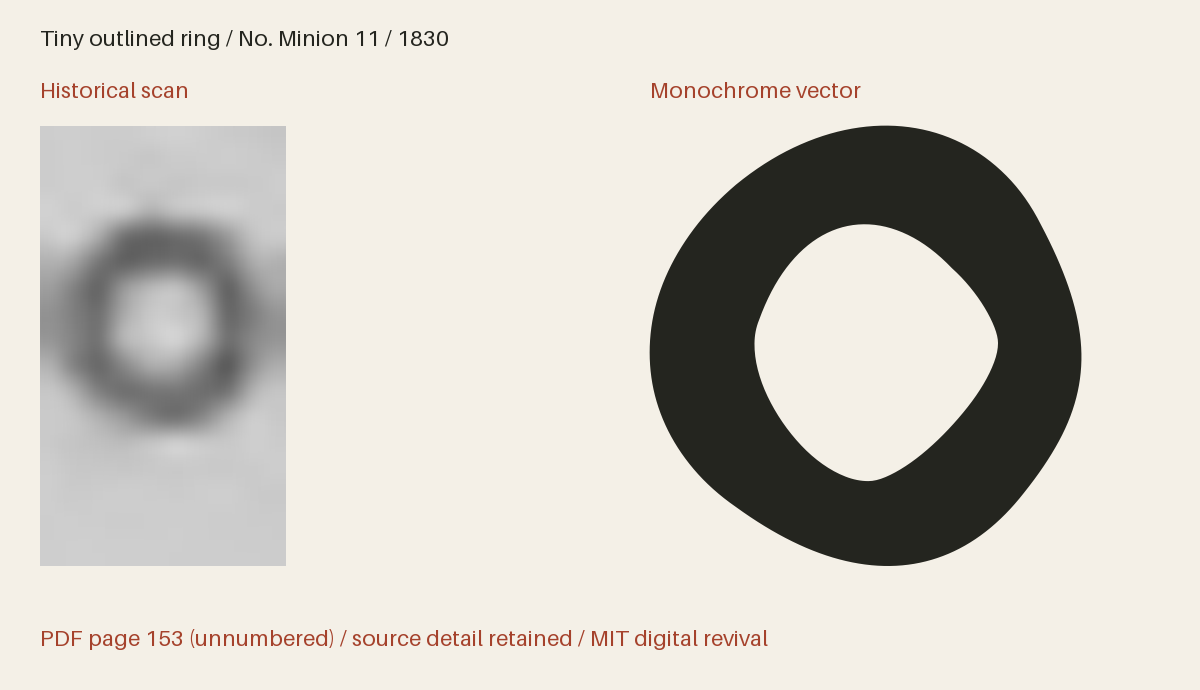 Tiny outlined ring / No. Minion 11 / 1830
Historical scan
Monochrome vector
PDF page 153 (unnumbered) / source detail retained / MIT digital revival